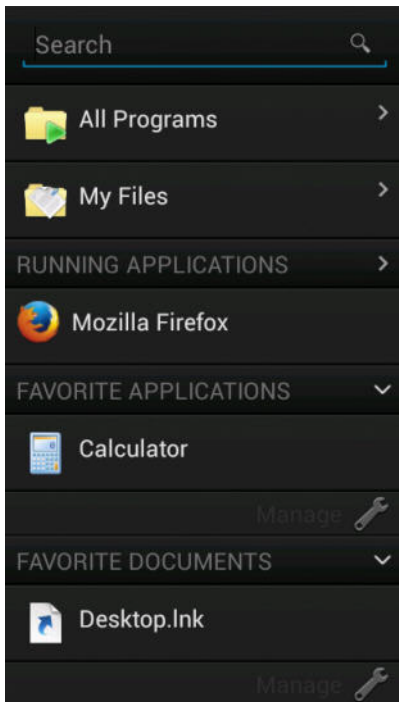 Search
All Programs
My Files
RUNNING APPLICATIONS
Mozilla Firefox
FAVORITE APPLICATIONS
Calculator
Manage
FAVORITE DOCUMENTS
Desktop.lnk
Manage